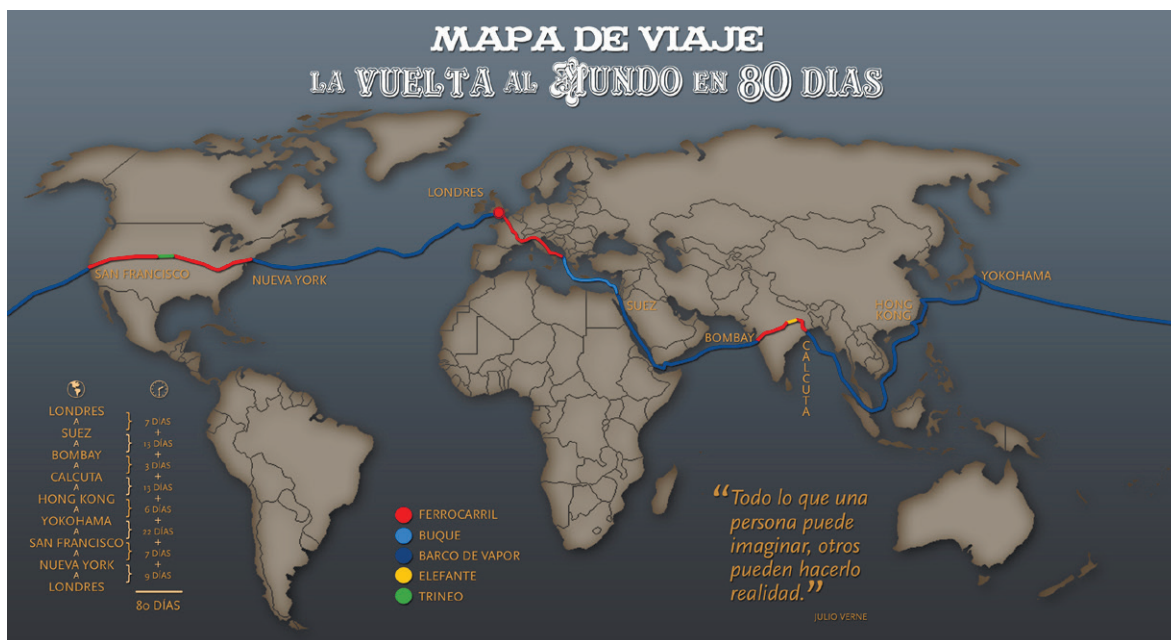 MAPA DE VIAJE
LA VUELTA AL MUNDO EN 80 DIAS
LONDRES
SAN FRANCISCO
NUEVA YORK
SUEZ
BOMBAY
CALCUTA
HONG
KONG
YOKOHAMA
LONDRES
A
7 DÍAS
SUEZ
+
A
13 DÍAS
BOMBAY
+
A
3 DÍAS
CALCUTA
+
A
13 DÍAS
HONG KONG
+
A
6 DÍAS
YOKOHAMA
+
A
22 DÍAS
SAN FRANCISCO
+
A
7 DÍAS
NUEVA YORK
+
A
9 DÍAS
LONDRES
80 DÍAS
FERROCARRIL
BUQUE
BARCO DE VAPOR
ELEFANTE
TRINEO
“Todo lo que una
persona puede
imaginar, otros
pueden hacerlo
realidad.”
JULIO VERNE